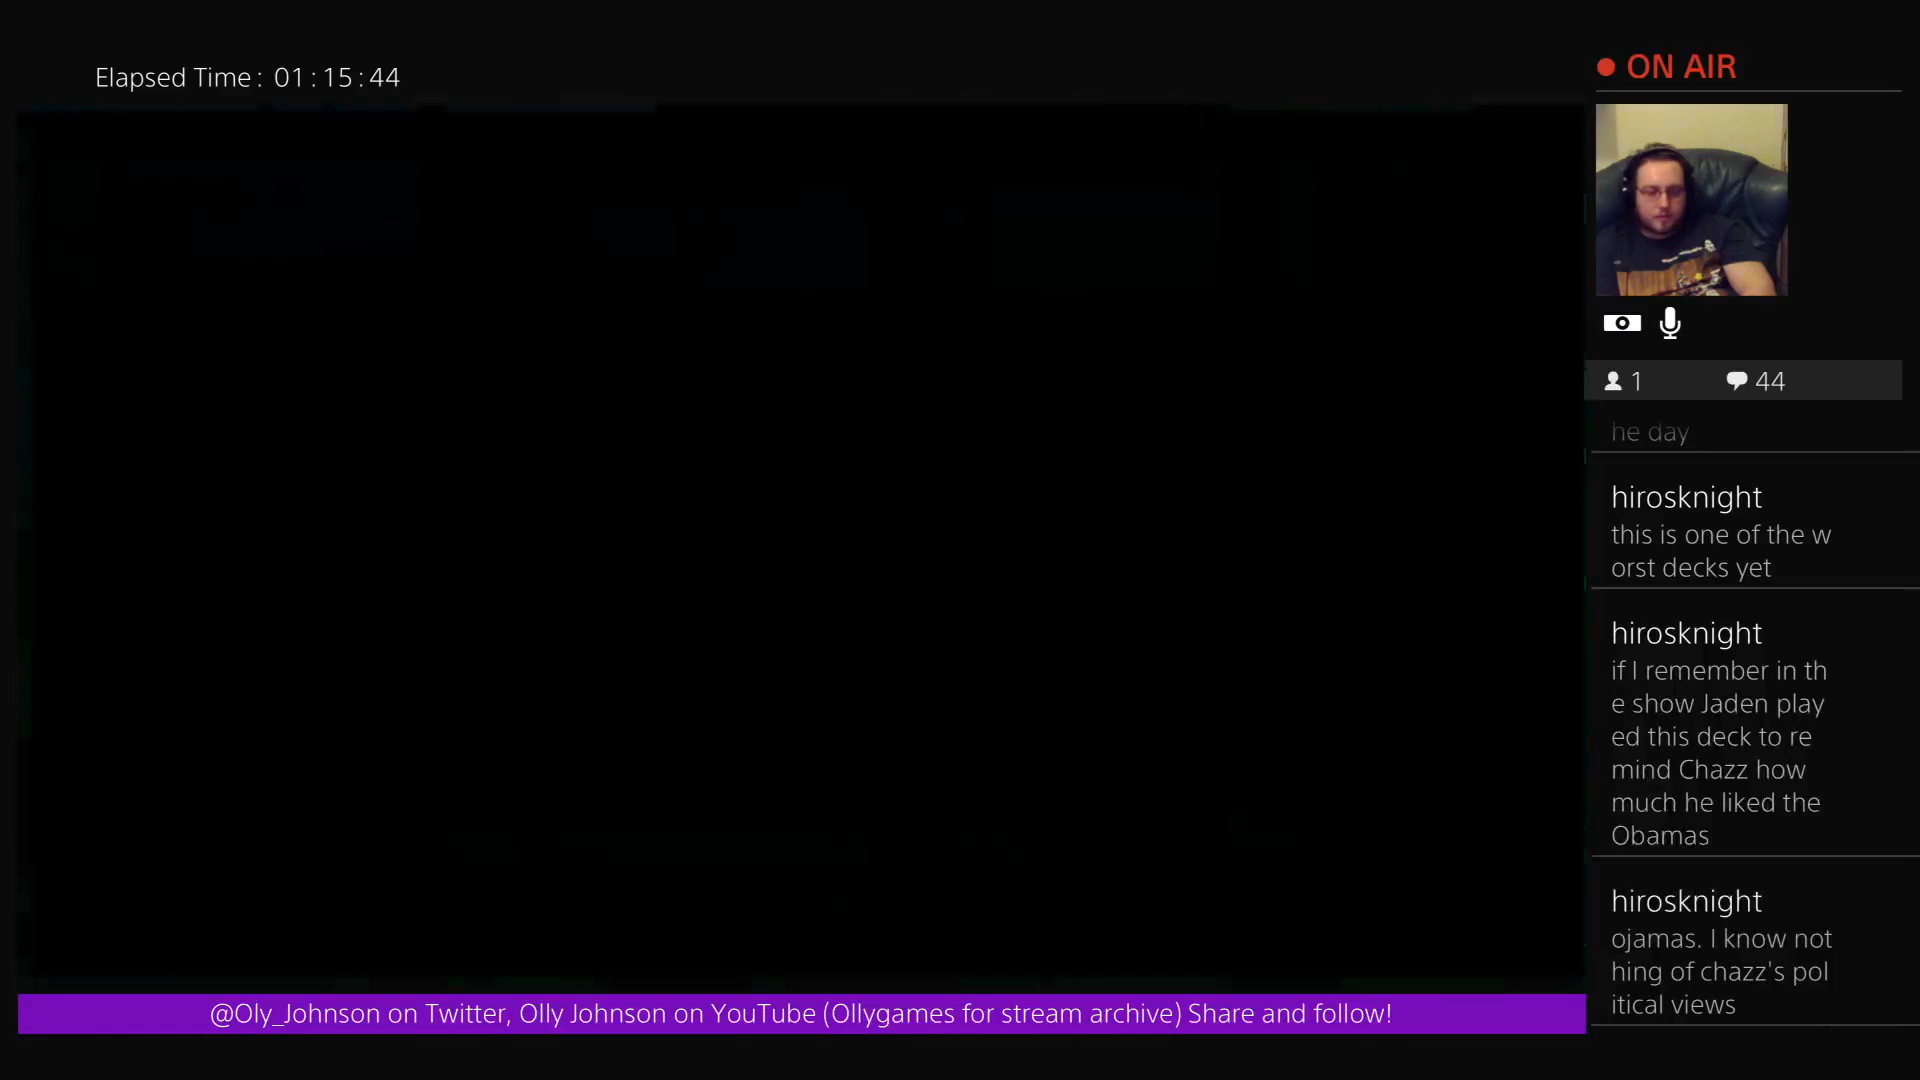 Elapsed Time: 01:15:44
ON AIR
1 44
he day
hirosknight
this is one of the w
orst decks yet
hirosknight
if I remember in th
e show Jaden play
ed this deck to re
mind Chazz how
much he liked the
Obamas
hirosknight
ojamas. I know not
hing of chazz's pol
itical views
@Oly_Johnson on Twitter, Olly Johnson on YouTube (Ollygames for stream archive) Share and follow!